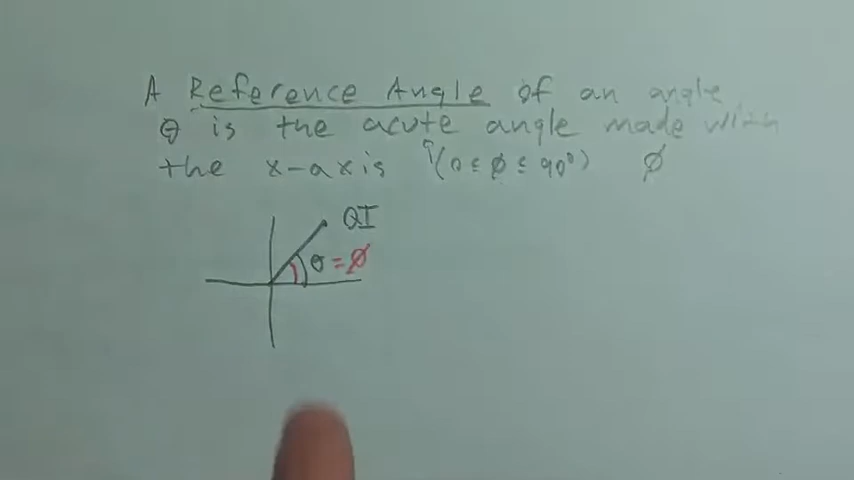 A Reference Angle of an angle
θ is the acute angle made with
the x-axis (0 ≤ ø ≤ 90°) ø
QI
θ = ø